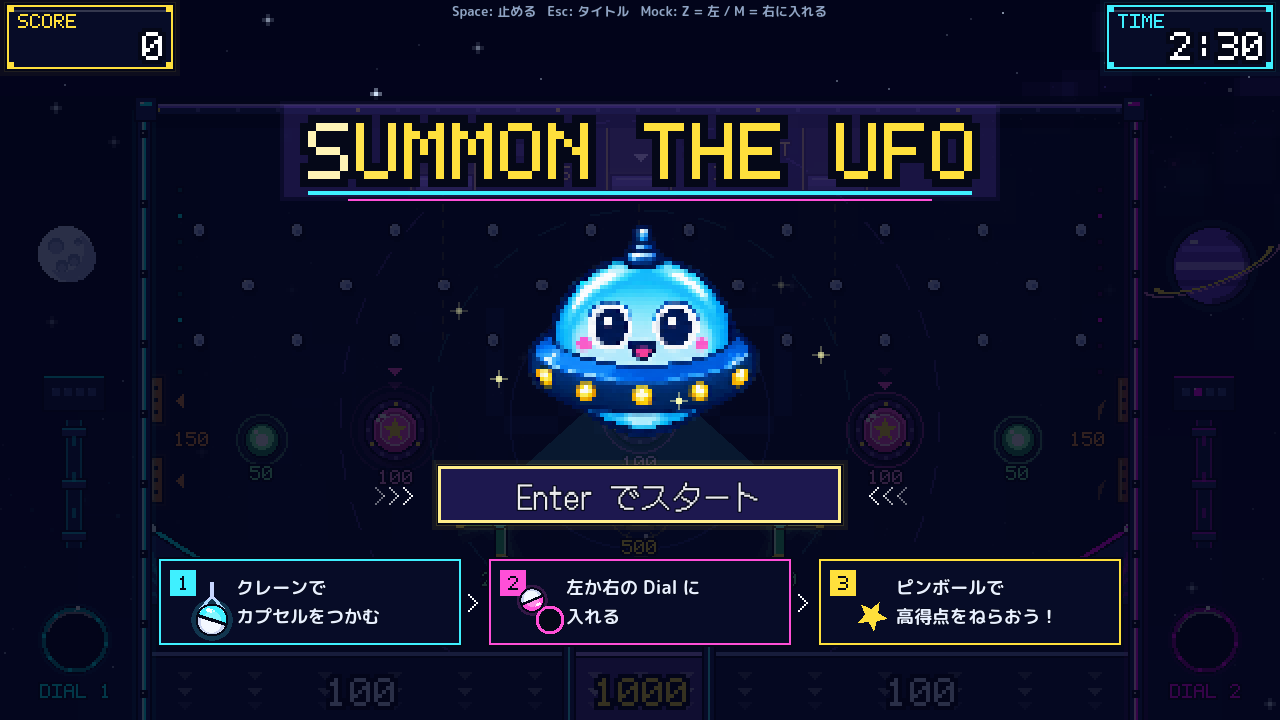 SCORE
0
Space: 止める Esc: タイトル Mock: Z = 左 / M = 右に入れる
TIME
2:30
SUMMON THE UFO
150
50
100
100
100
50
150
Enter でスタート
>>>
<<<
500
1
クレーンで
カプセルをつかむ
>
2
左か右の Dial に
入れる
>
3
ピンボールで
高得点をねらおう！
DIAL 1
100
1000
100
DIAL 2